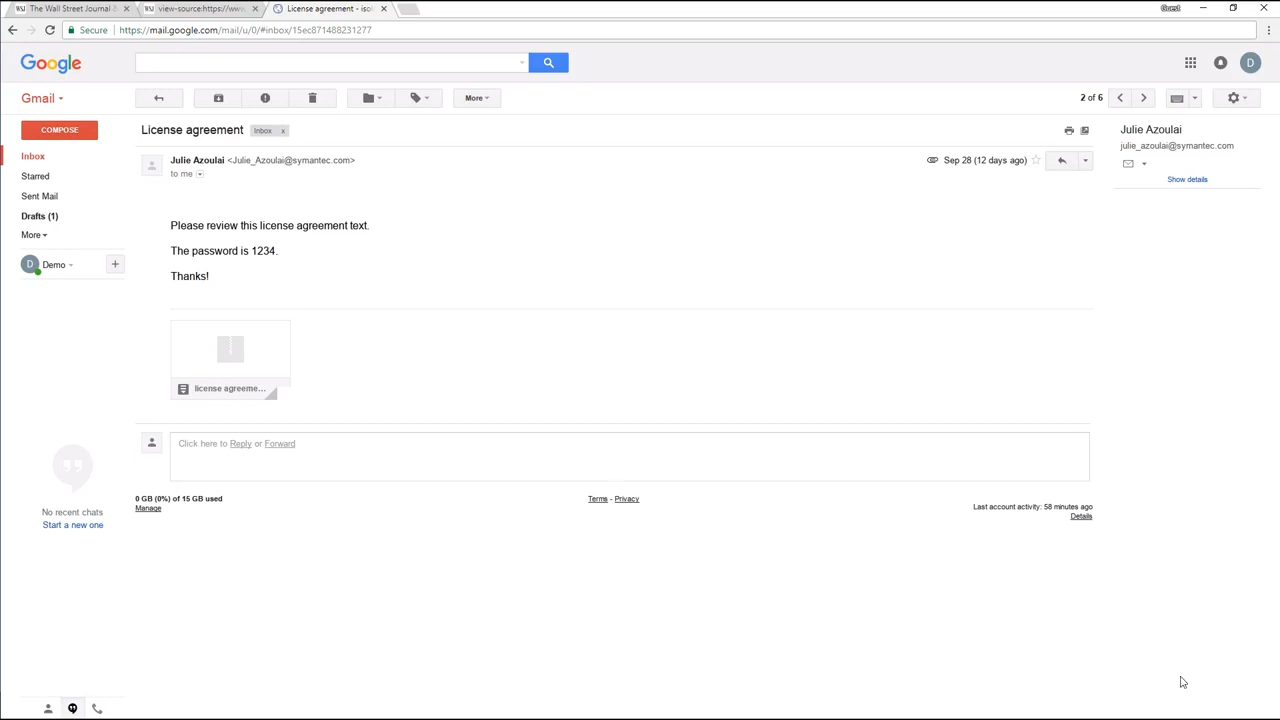 The Wall Street Journal &
view-source:https://www.
License agreement - iso
Guest
Secure
https://mail.google.com/mail/u/0/#inbox/15ec871488231277
Google
D
Gmail
More
2 of 6
COMPOSE
License agreement
Inbox x
Julie Azoulai
Inbox
Julie Azoulai <Julie_Azoulai@symantec.com>
Sep 28 (12 days ago)
julie_azoulai@symantec.com
to me
Starred
Show details
Sent Mail
Drafts (1)
Please review this license agreement text.
More
The password is 1234.
D Demo
Thanks!
license agreeme...
Click here to Reply or Forward
0 GB (0%) of 15 GB used
Manage
Terms - Privacy
Last account activity: 58 minutes ago
Details
No recent chats
Start a new one